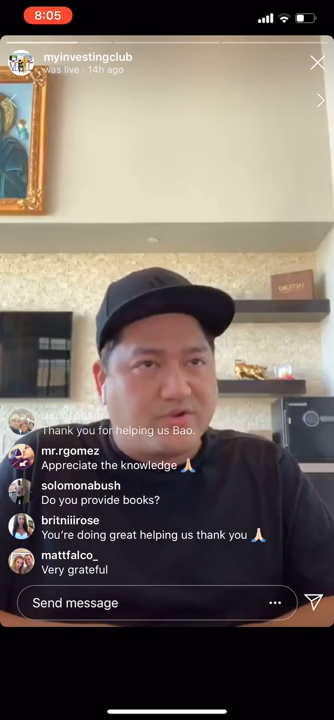 8:05
myinvestingclub
was live · 14h ago
Thank you for helping us Bao.
mr.rgomez
Appreciate the knowledge 🙏🏻
solomonabush
Do you provide books?
britniiirose
You're doing great helping us thank you 🙏🏻
mattfalco_
Very grateful
Send message